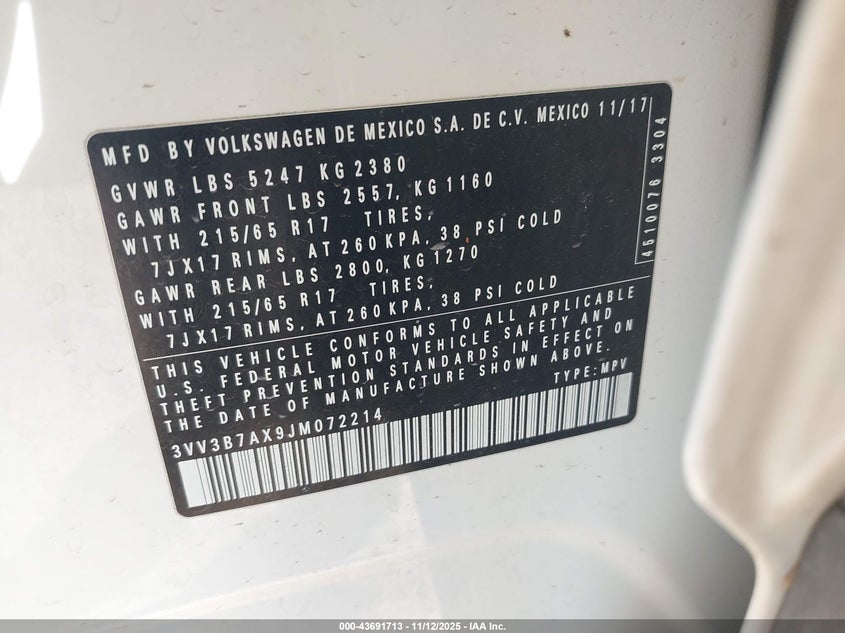 MFD BY VOLKSWAGEN DE MEXICO S.A. DE C.V. MEXICO 11/17
GVWR LBS 5247 KG 2380
GAWR FRONT LBS 2557, KG 1160
WITH 215/65 R17 TIRES,
7JX17 RIMS, AT 260 KPA, 38 PSI COLD
GAWR REAR LBS 2800, KG 1270
WITH 215/65 R17 TIRES,
7JX17 RIMS, AT 260 KPA, 38 PSI COLD
4510076 3304
THIS VEHICLE CONFORMS TO ALL APPLICABLE
U.S. FEDERAL MOTOR VEHICLE SAFETY AND
THEFT PREVENTION STANDARDS IN EFFECT ON
THE DATE OF MANUFACTURE SHOWN ABOVE.
TYPE: MPV
3VV3B7AX9JM072214
000-43691713 - 11/12/2025 - IAA Inc.